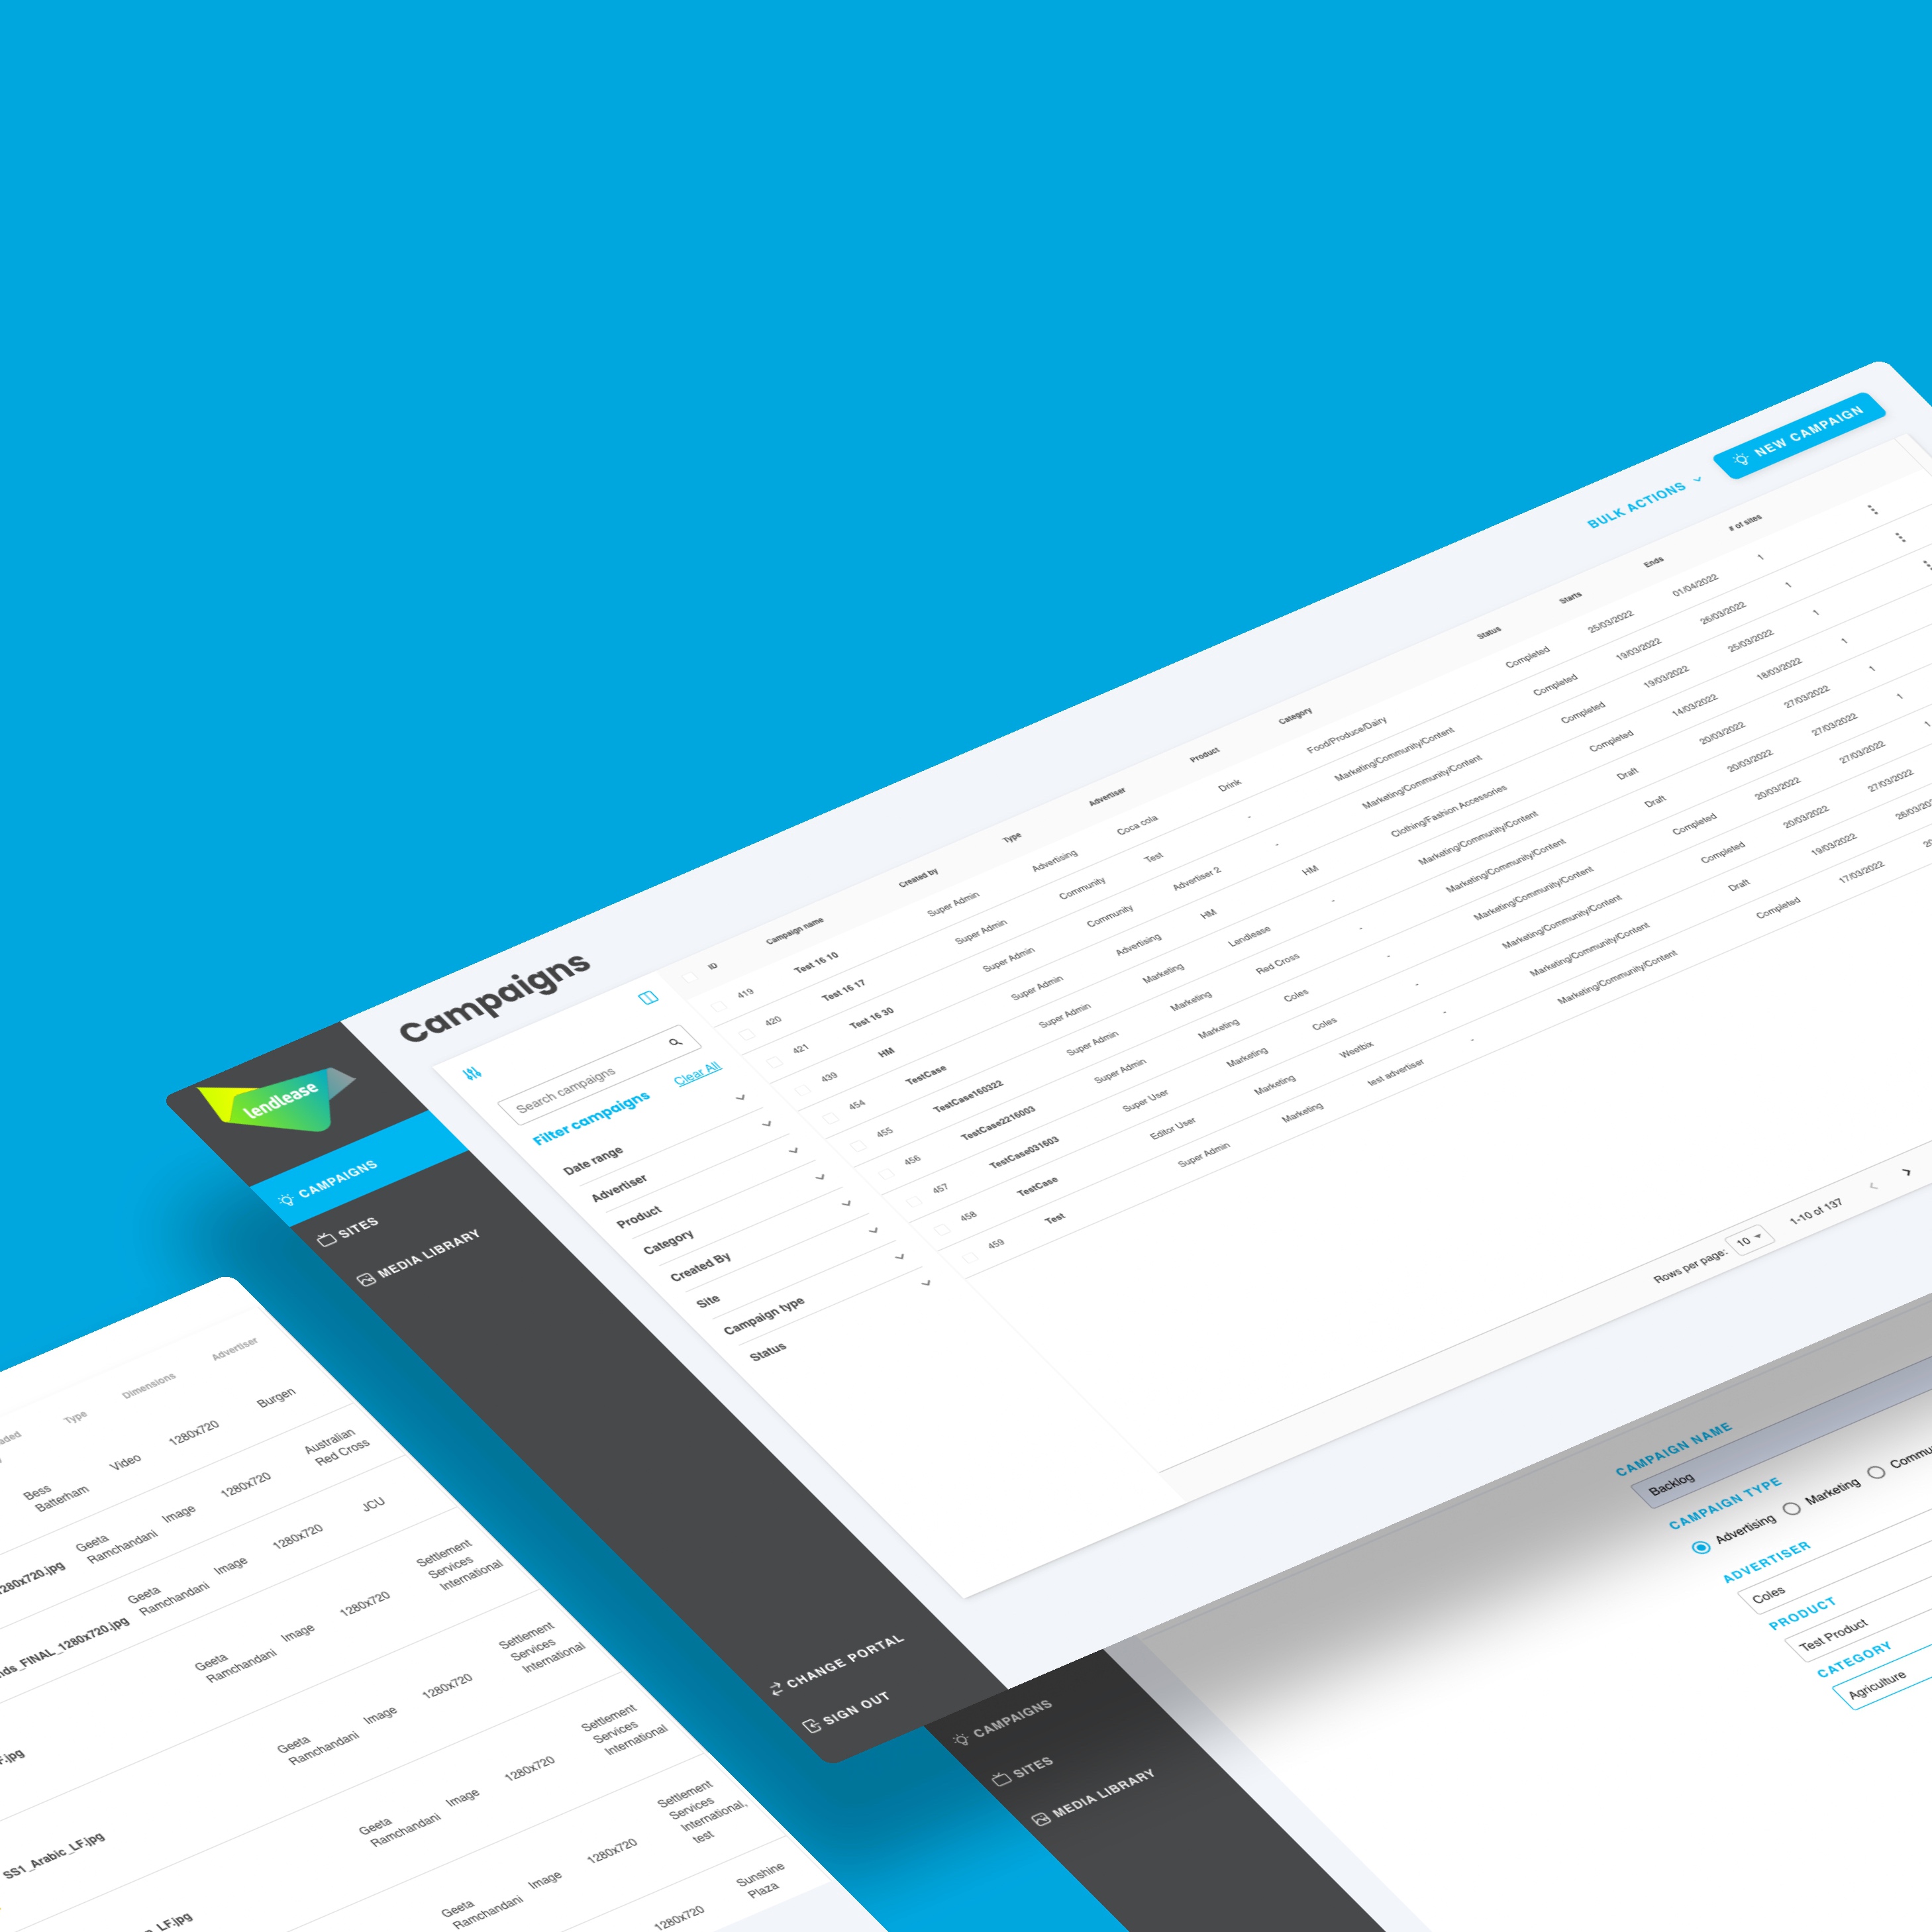 BULK ACTIONS
NEW CAMPAIGN
lendlease
CAMPAIGNS
SITES
MEDIA LIBRARY
CHANGE PORTAL
SIGN OUT
Campaigns
Search campaigns
Filter campaigns Clear All
Date range
Advertiser
Product
Category
Created By
Site
Campaign type
Status
ID Campaign name Created by Type Advertiser Product Category Status Starts Ends # of sites
419 Test 16 10 Super Admin Advertising Coca cola Drink Food/Produce/Dairy Completed 25/03/2022 01/04/2022 1
420 Test 16 17 Super Admin Community Test - Marketing/Community/Content Completed 19/03/2022 26/03/2022 1
421 Test 16 30 Super Admin Community Advertiser 2 - Marketing/Community/Content Completed 19/03/2022 25/03/2022 1
439 HM Super Admin Advertising HM HM Clothing/Fashion Accessories Completed 14/03/2022 18/03/2022 1
454 TestCase Super Admin Marketing Lendlease - Marketing/Community/Content Draft 20/03/2022 27/03/2022 1
455 TestCase160322 Super Admin Marketing Red Cross - Marketing/Community/Content Draft 20/03/2022 27/03/2022 1
456 TestCase2216003 Super Admin Marketing Coles - Marketing/Community/Content Completed 20/03/2022 27/03/2022 1
457 TestCase031603 Super User Marketing Coles - Marketing/Community/Content Completed 20/03/2022 27/03/2022
458 TestCase Editor User Marketing Weetbix - Marketing/Community/Content Draft 19/03/2022
459 Test Super Admin Marketing test advertiser - Marketing/Community/Content Completed 17/03/2022
Rows per page: 10 1-10 of 137
Type Dimensions Advertiser
Bess Batterham Video 1280x720 Burgen
Geeta Ramchandani Image 1280x720 Australian Red Cross
nds_FINAL_1280x720.jpg Geeta Ramchandani Image 1280x720 JCU
Geeta Ramchandani Image 1280x720 Settlement Services International
Geeta Ramchandani Image 1280x720 Settlement Services International
SS1_Arabic_LF.jpg Geeta Ramchandani Image 1280x720 Settlement Services International
Geeta Ramchandani Image 1280x720 Settlement Services International, test
1280x720 Sunshine Plaza
CAMPAIGNS
SITES
MEDIA LIBRARY
CAMPAIGN NAME
Backlog
CAMPAIGN TYPE
Advertising Marketing
ADVERTISER
Coles
PRODUCT
Test Product
CATEGORY
Agriculture